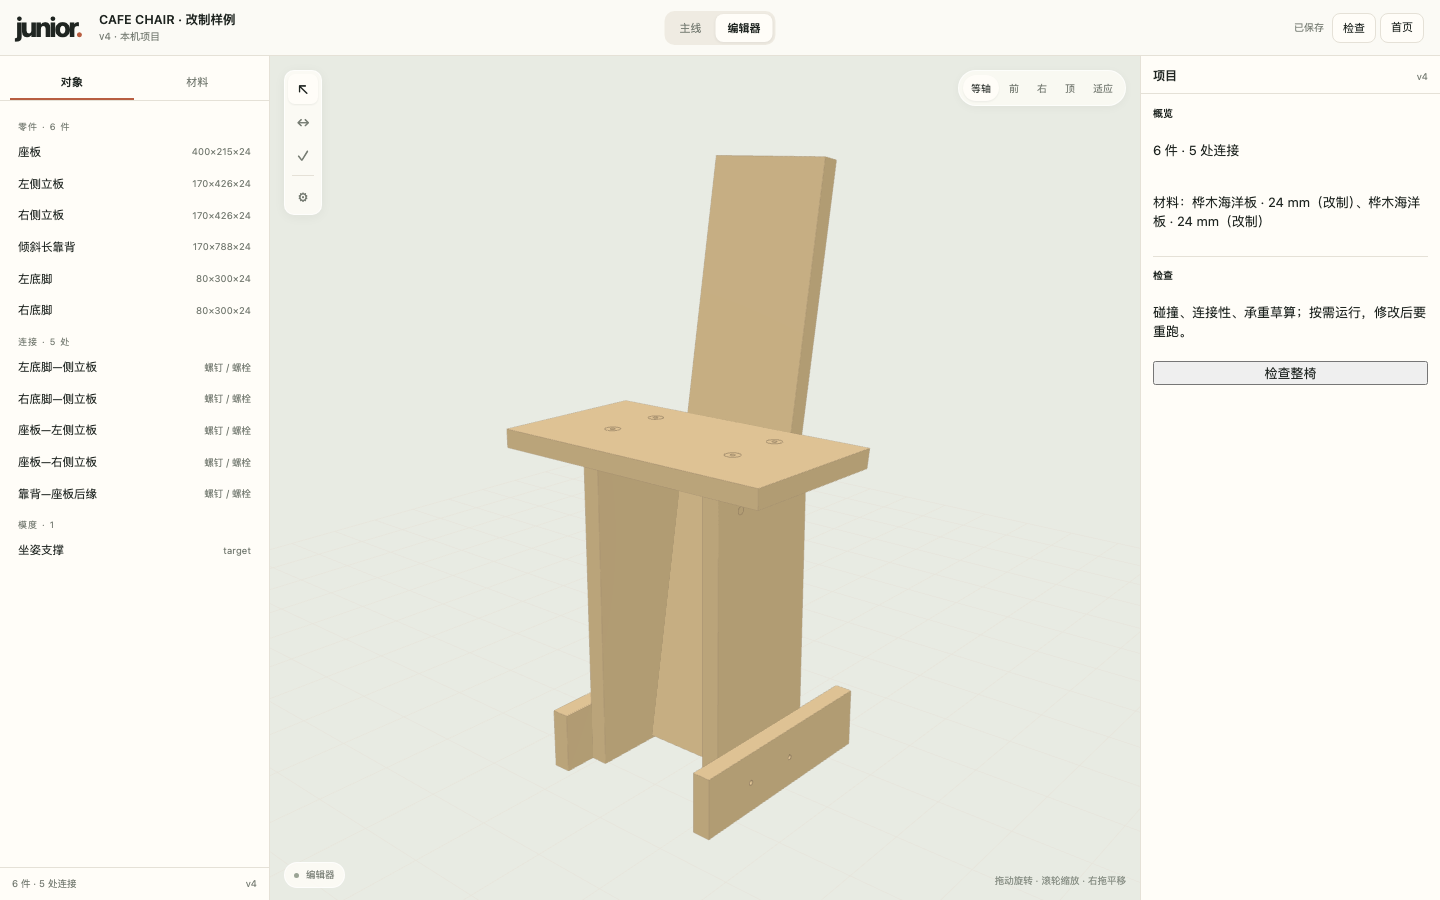 junior.
CAFE CHAIR · 改制样例
v4 · 本机项目
主线
编辑器
已保存
检查
首页
对象
材料
零件 · 6 件
座板 400×215×24
左侧立板 170×426×24
右侧立板 170×426×24
倾斜长靠背 170×788×24
左底脚 80×300×24
右底脚 80×300×24
连接 · 5 处
左底脚—侧立板 螺钉 / 螺栓
右底脚—侧立板 螺钉 / 螺栓
座板—左侧立板 螺钉 / 螺栓
座板—右侧立板 螺钉 / 螺栓
靠背—座板后缘 螺钉 / 螺栓
模度 · 1
坐姿支撑 target
6 件 · 5 处连接 v4
等轴 前 右 顶 适应
编辑器
拖动旋转 · 滚轮缩放 · 右拖平移
项目 v4
概览
6 件 · 5 处连接
材料：桦木海洋板 · 24 mm（改制）、桦木海洋
板 · 24 mm（改制）
检查
碰撞、连接性、承重草算；按需运行，修改后要
重跑。
检查整椅